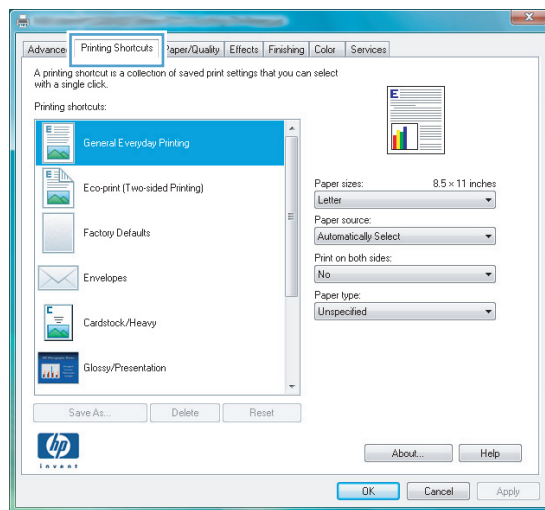 Advance
Printing Shortcuts
Paper/Quality
Effects
Finishing
Color
Services
A printing shortcut is a collection of saved print settings that you can select
with a single click.
Printing shortcuts:
General Everyday Printing
Eco-print (Two-sided Printing)
Factory Defaults
Envelopes
Cardstock/Heavy
Glossy/Presentation
Paper sizes: 8.5 × 11 inches
Letter
Paper source:
Automatically Select
Print on both sides:
No
Paper type:
Unspecified
Save As... Delete Reset
hp
invent
About... Help
OK Cancel Apply